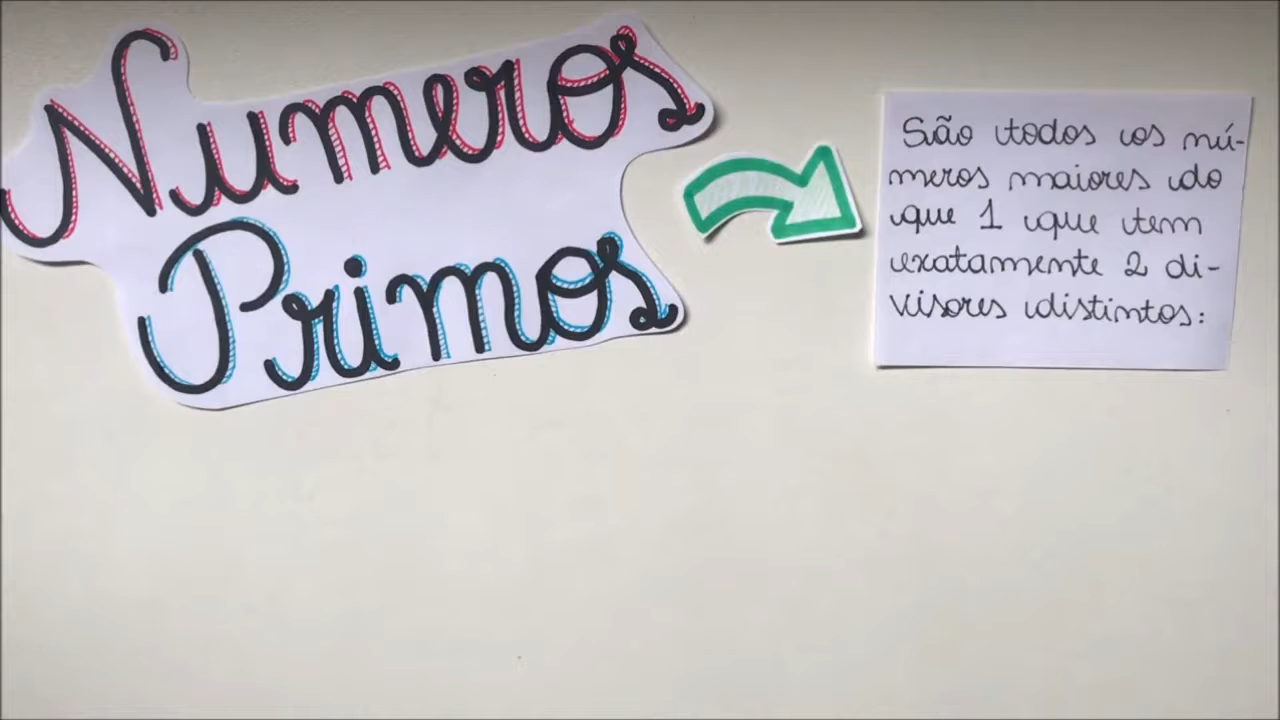 Numeros
Primos
São todos os nú-
meros maiores do
que 1 que tem
exatamente 2 di-
visores distintos: